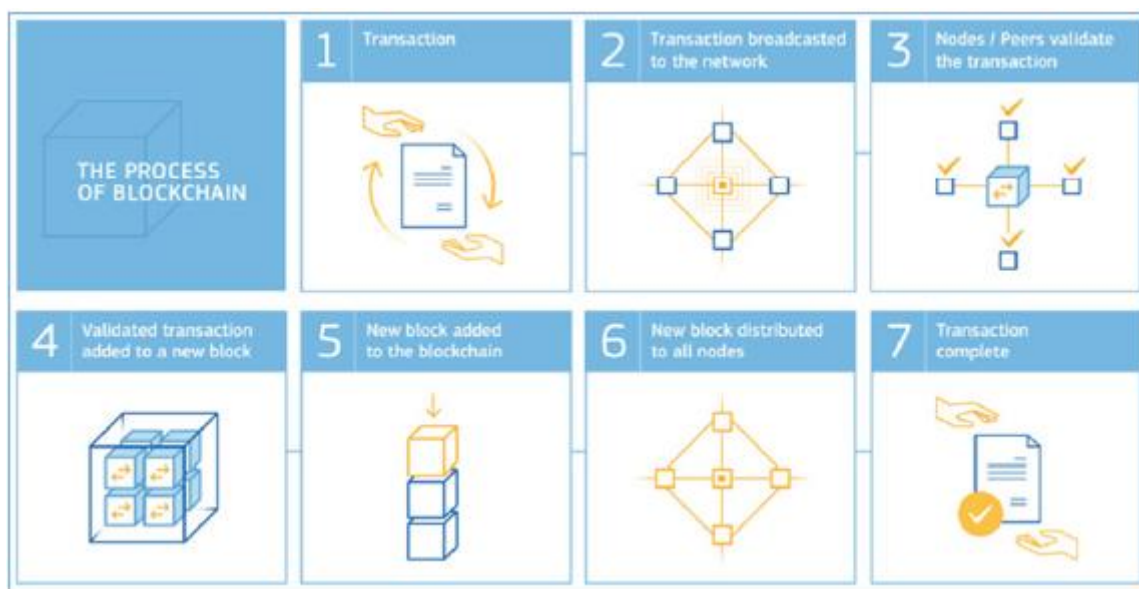 THE PROCESS
OF BLOCKCHAIN
1
Transaction
2
Transaction broadcasted
to the network
3
Nodes / Peers validate
the transaction
4
Validated transaction
added to a new block
5
New block added
to the blockchain
6
New block distributed
to all nodes
7
Transaction
complete